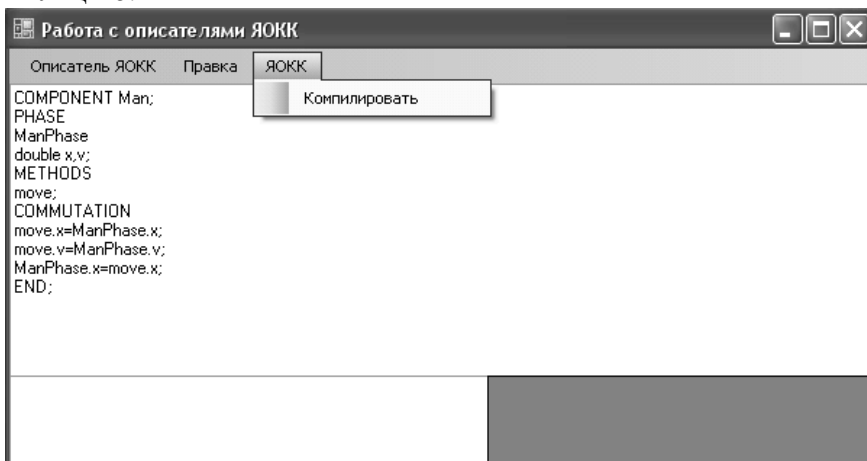 Работа с описателями ЯОКК
Описатель ЯОКК Правка ЯОКК
Компилировать
COMPONENT Man;
PHASE
ManPhase
double x,v;
METHODS
move;
COMMUTATION
move.x=ManPhase.x;
move.v=ManPhase.v;
ManPhase.x=move.x;
END;